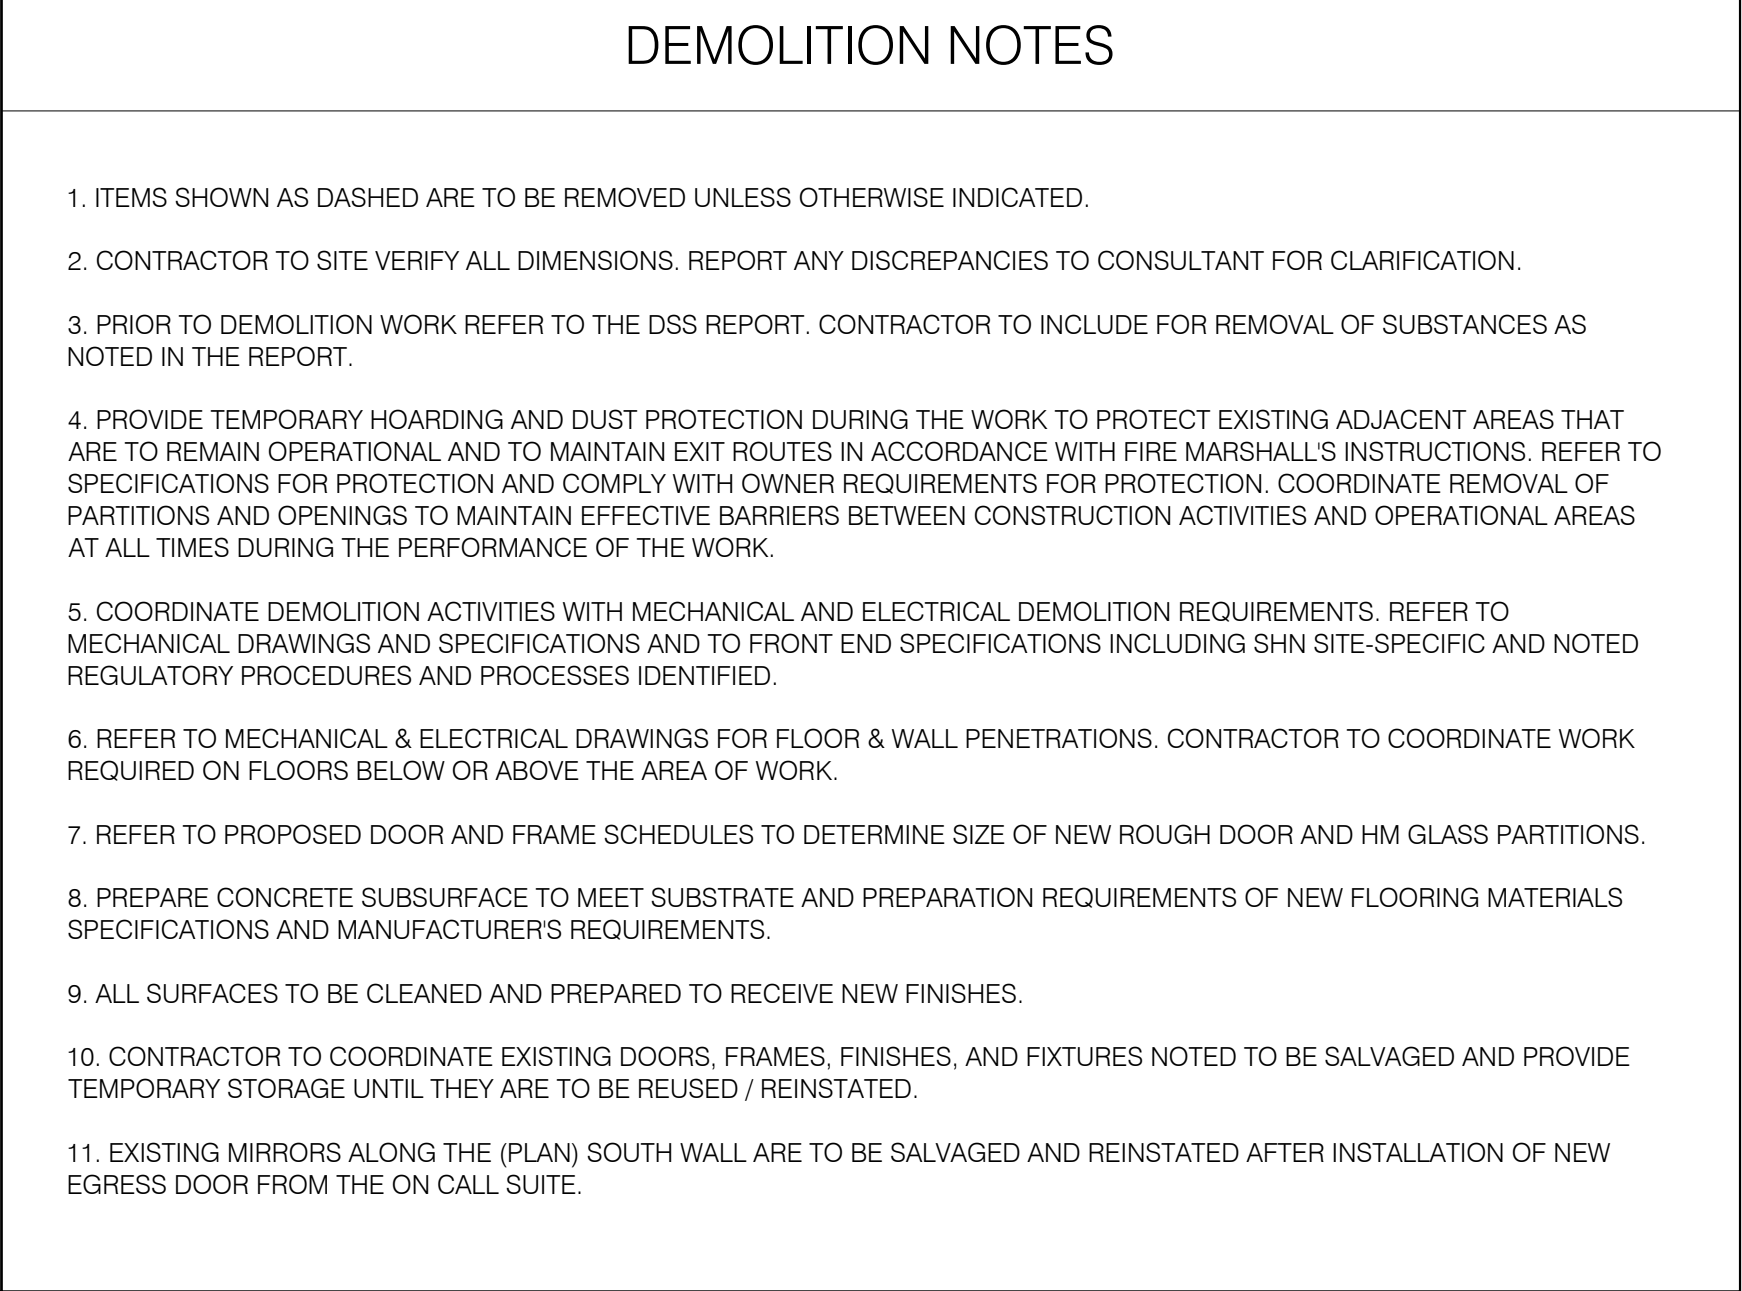 DEMOLITION NOTES
1. ITEMS SHOWN AS DASHED ARE TO BE REMOVED UNLESS OTHERWISE INDICATED.
2. CONTRACTOR TO SITE VERIFY ALL DIMENSIONS. REPORT ANY DISCREPANCIES TO CONSULTANT FOR CLARIFICATION.
3. PRIOR TO DEMOLITION WORK REFER TO THE DSS REPORT. CONTRACTOR TO INCLUDE FOR REMOVAL OF SUBSTANCES AS
NOTED IN THE REPORT.
4. PROVIDE TEMPORARY HOARDING AND DUST PROTECTION DURING THE WORK TO PROTECT EXISTING ADJACENT AREAS THAT
ARE TO REMAIN OPERATIONAL AND TO MAINTAIN EXIT ROUTES IN ACCORDANCE WITH FIRE MARSHALL'S INSTRUCTIONS. REFER TO
SPECIFICATIONS FOR PROTECTION AND COMPLY WITH OWNER REQUIREMENTS FOR PROTECTION. COORDINATE REMOVAL OF
PARTITIONS AND OPENINGS TO MAINTAIN EFFECTIVE BARRIERS BETWEEN CONSTRUCTION ACTIVITIES AND OPERATIONAL AREAS
AT ALL TIMES DURING THE PERFORMANCE OF THE WORK.
5. COORDINATE DEMOLITION ACTIVITIES WITH MECHANICAL AND ELECTRICAL DEMOLITION REQUIREMENTS. REFER TO
MECHANICAL DRAWINGS AND SPECIFICATIONS AND TO FRONT END SPECIFICATIONS INCLUDING SHN SITE-SPECIFIC AND NOTED
REGULATORY PROCEDURES AND PROCESSES IDENTIFIED.
6. REFER TO MECHANICAL & ELECTRICAL DRAWINGS FOR FLOOR & WALL PENETRATIONS. CONTRACTOR TO COORDINATE WORK
REQUIRED ON FLOORS BELOW OR ABOVE THE AREA OF WORK.
7. REFER TO PROPOSED DOOR AND FRAME SCHEDULES TO DETERMINE SIZE OF NEW ROUGH DOOR AND HM GLASS PARTITIONS.
8. PREPARE CONCRETE SUBSURFACE TO MEET SUBSTRATE AND PREPARATION REQUIREMENTS OF NEW FLOORING MATERIALS
SPECIFICATIONS AND MANUFACTURER'S REQUIREMENTS.
9. ALL SURFACES TO BE CLEANED AND PREPARED TO RECEIVE NEW FINISHES.
10. CONTRACTOR TO COORDINATE EXISTING DOORS, FRAMES, FINISHES, AND FIXTURES NOTED TO BE SALVAGED AND PROVIDE
TEMPORARY STORAGE UNTIL THEY ARE TO BE REUSED / REINSTATED.
11. EXISTING MIRRORS ALONG THE (PLAN) SOUTH WALL ARE TO BE SALVAGED AND REINSTATED AFTER INSTALLATION OF NEW
EGRESS DOOR FROM THE ON CALL SUITE.